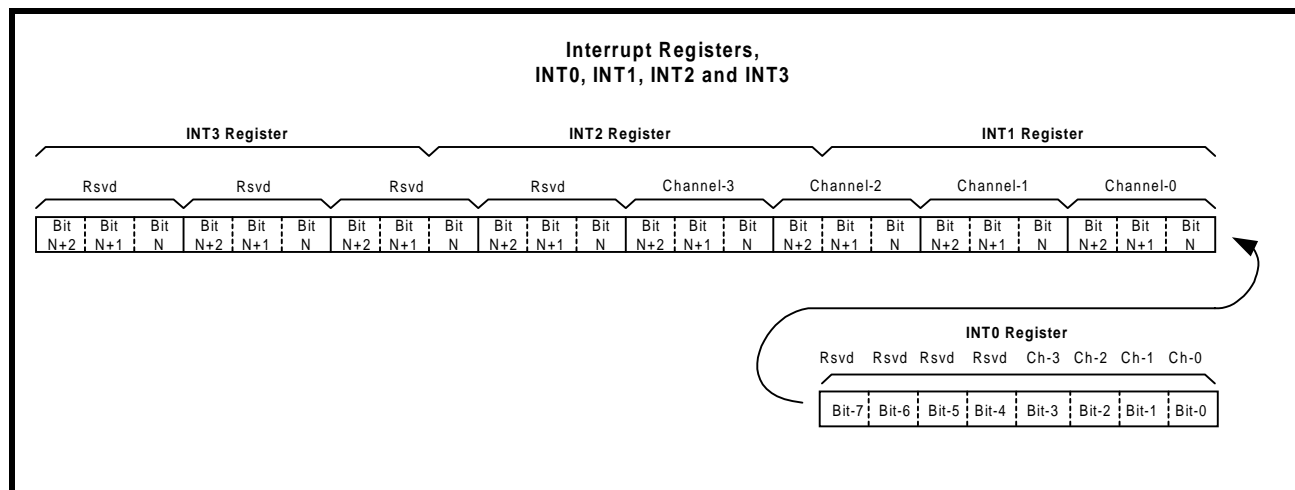 Interrupt Registers,
INT0, INT1, INT2 and INT3
INT3 Register INT2 Register INT1 Register
Rsvd Rsvd Rsvd Rsvd Channel-3 Channel-2 Channel-1 Channel-0
Bit Bit Bit Bit Bit Bit Bit Bit Bit Bit Bit Bit Bit Bit Bit Bit Bit Bit Bit Bit Bit Bit Bit Bit
N+2 N+1 N N+2 N+1 N N+2 N+1 N N+2 N+1 N N+2 N+1 N N+2 N+1 N N+2 N+1 N N+2 N+1 N
INT0 Register
Rsvd Rsvd Rsvd Rsvd Ch-3 Ch-2 Ch-1 Ch-0
Bit-7 Bit-6 Bit-5 Bit-4 Bit-3 Bit-2 Bit-1 Bit-0